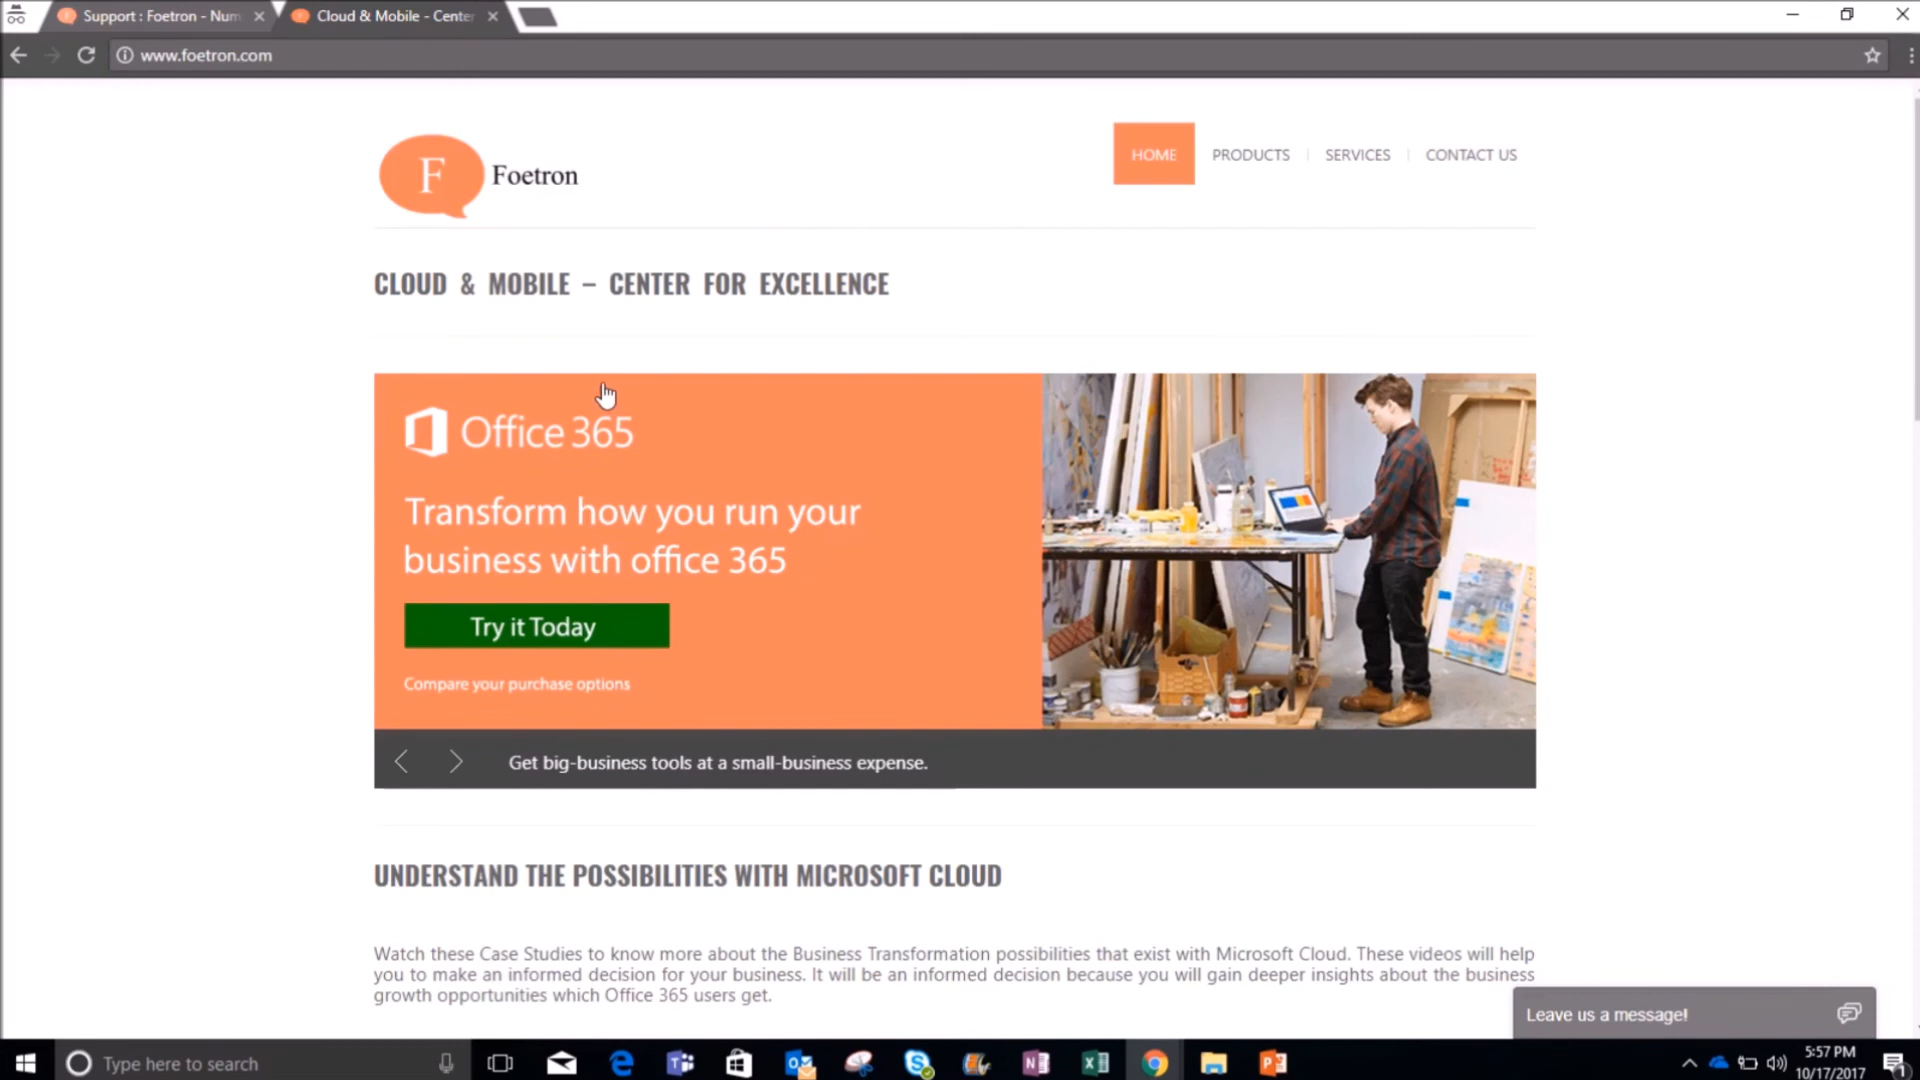 Support : Foetron - Num
Cloud & Mobile - Center
www.foetron.com
F
Foetron
HOME
PRODUCTS
SERVICES
CONTACT US
CLOUD & MOBILE – CENTER FOR EXCELLENCE
Office 365
Transform how you run your
business with office 365
Try it Today
Compare your purchase options
Get big-business tools at a small-business expense.
UNDERSTAND THE POSSIBILITIES WITH MICROSOFT CLOUD
Watch these Case Studies to know more about the Business Transformation possibilities that exist with Microsoft Cloud. These videos will help
you to make an informed decision for your business. It will be an informed decision because you will gain deeper insights about the business
growth opportunities which Office 365 users get.
Leave us a message!
Type here to search
5:57 PM
10/17/2017